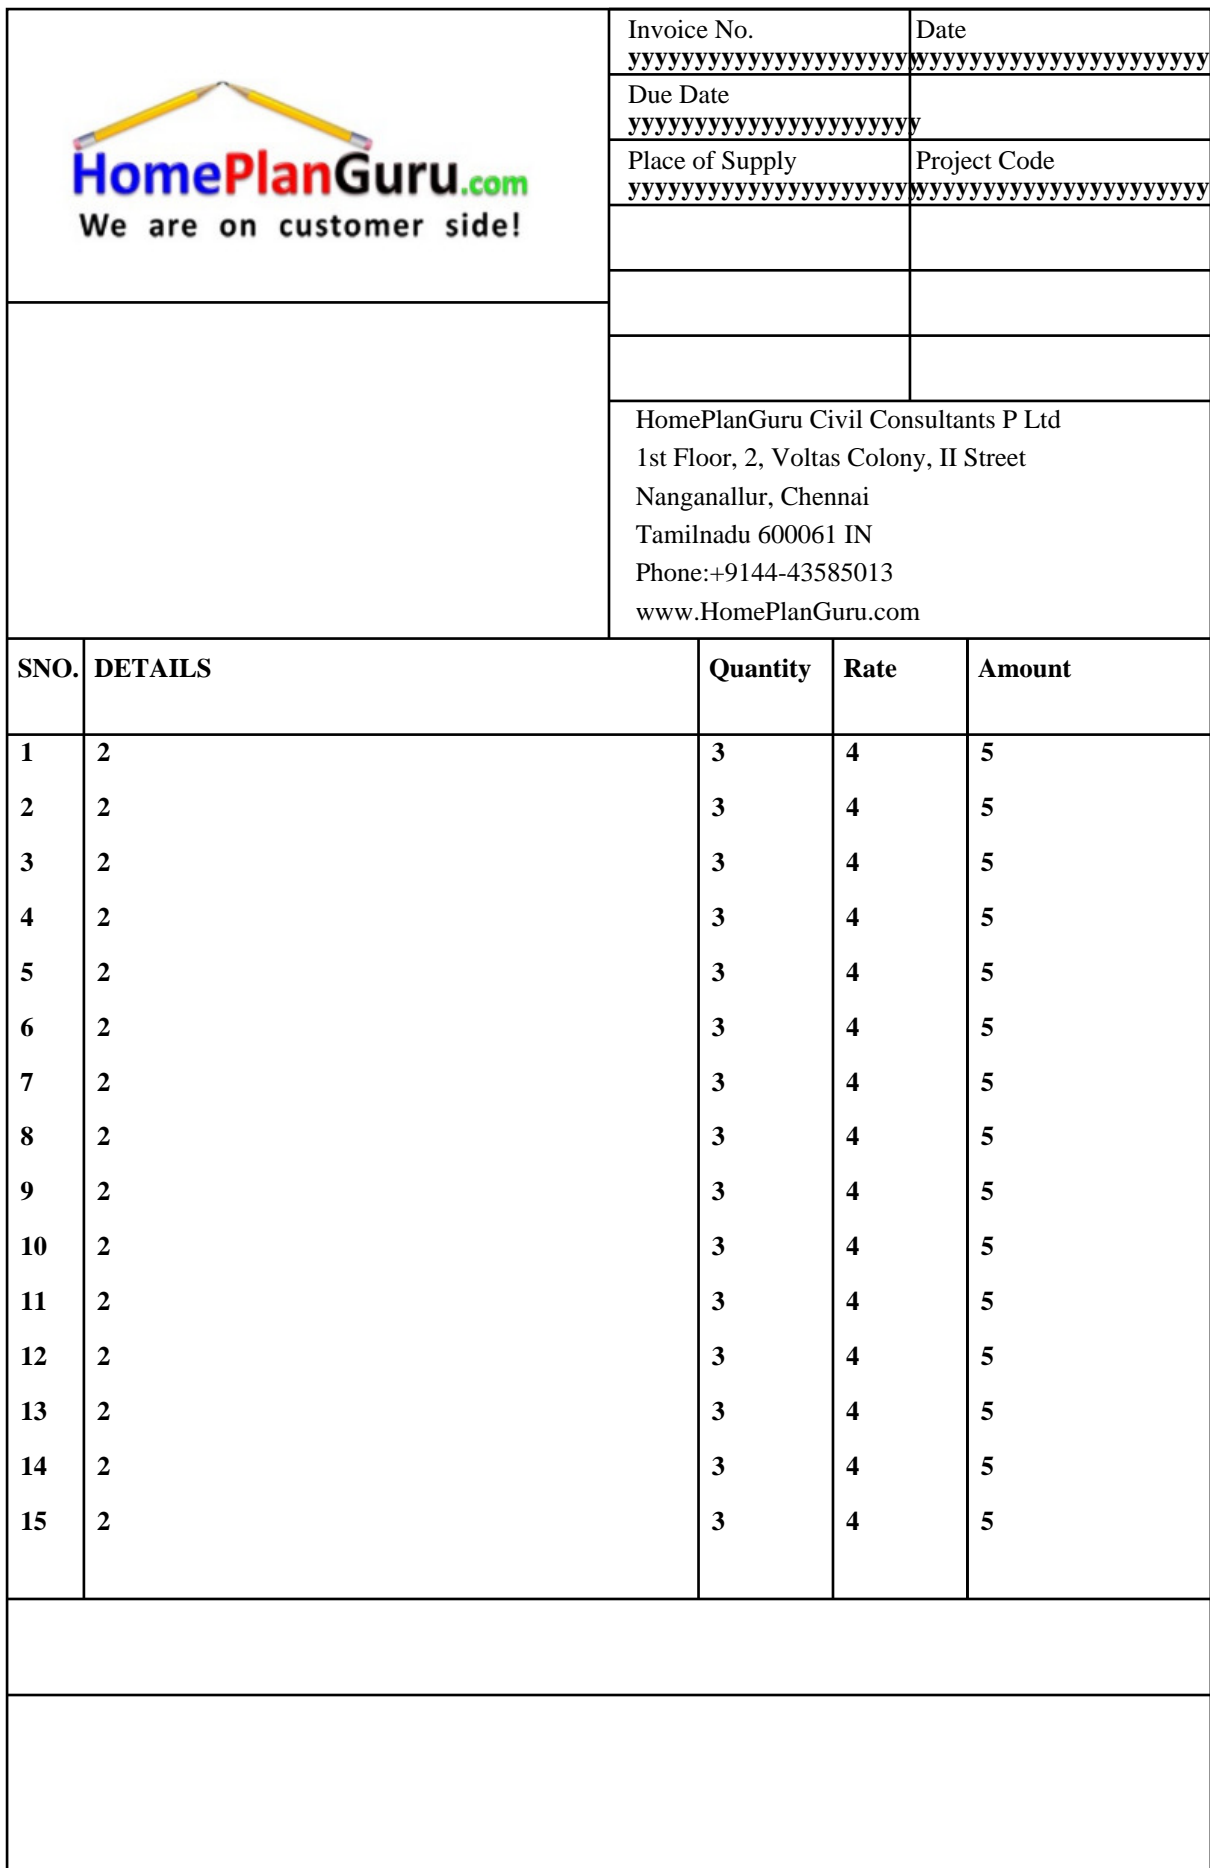 HomePlanGuru.com
We are on customer side!
Invoice No. Date
yyyyyyyyyyyyyyyyyyyyyy yyyyyyyyyyyyyyyyyyyyyy
Due Date
yyyyyyyyyyyyyyyyyyyyyy
Place of Supply Project Code
yyyyyyyyyyyyyyyyyyyyyy yyyyyyyyyyyyyyyyyyyyyy
HomePlanGuru Civil Consultants P Ltd
1st Floor, 2, Voltas Colony, II Street
Nanganallur, Chennai
Tamilnadu 600061 IN
Phone:+9144-43585013
www.HomePlanGuru.com
SNO. DETAILS Quantity Rate Amount
1 2 3 4 5
2 2 3 4 5
3 2 3 4 5
4 2 3 4 5
5 2 3 4 5
6 2 3 4 5
7 2 3 4 5
8 2 3 4 5
9 2 3 4 5
10 2 3 4 5
11 2 3 4 5
12 2 3 4 5
13 2 3 4 5
14 2 3 4 5
15 2 3 4 5